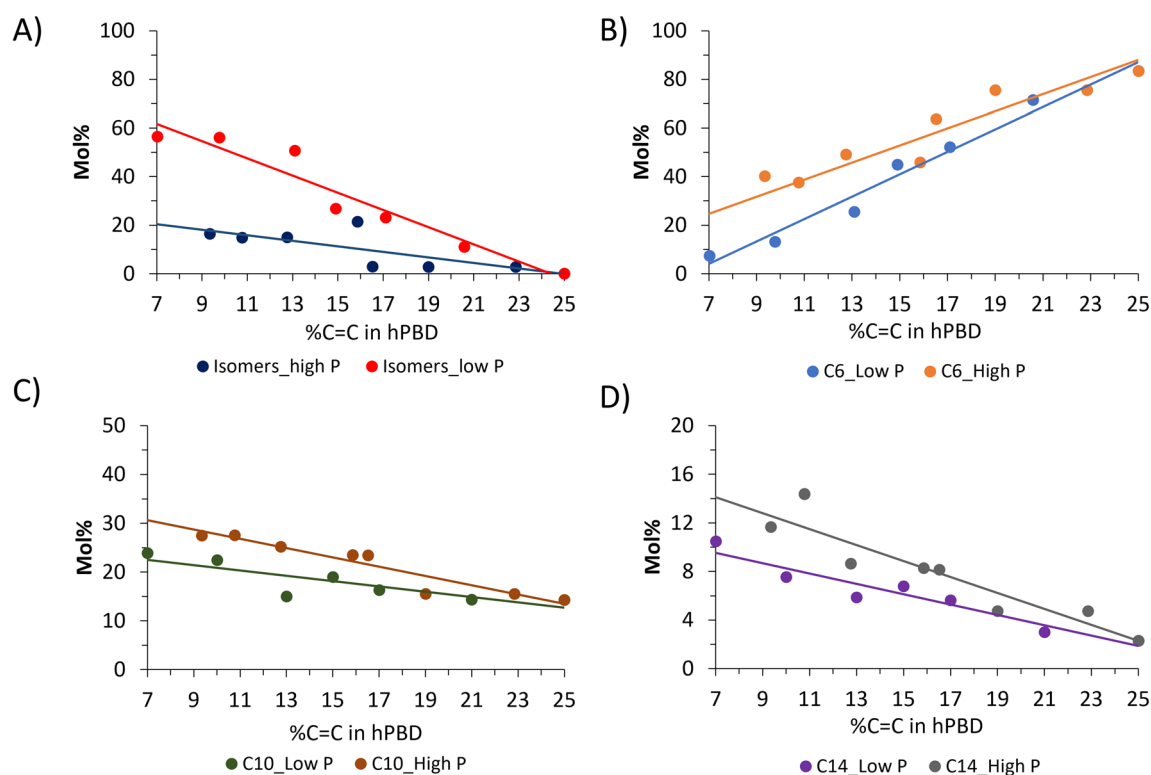 A)
100
80
60
40
20
0
Mol%
7 9 11 13 15 17 19 21 23 25
%C=C in hPBD
Isomers_high P Isomers_low P
B)
100
80
60
40
20
0
Mol%
7 9 11 13 15 17 19 21 23 25
%C=C in hPBD
C6_Low P C6_High P
C)
50
40
30
20
10
0
Mol%
7 9 11 13 15 17 19 21 23 25
%C=C in hPBD
C10_Low P C10_High P
D)
20
16
12
8
4
0
Mol%
7 9 11 13 15 17 19 21 23 25
%C=C in hPBD
C14_Low P C14_High P